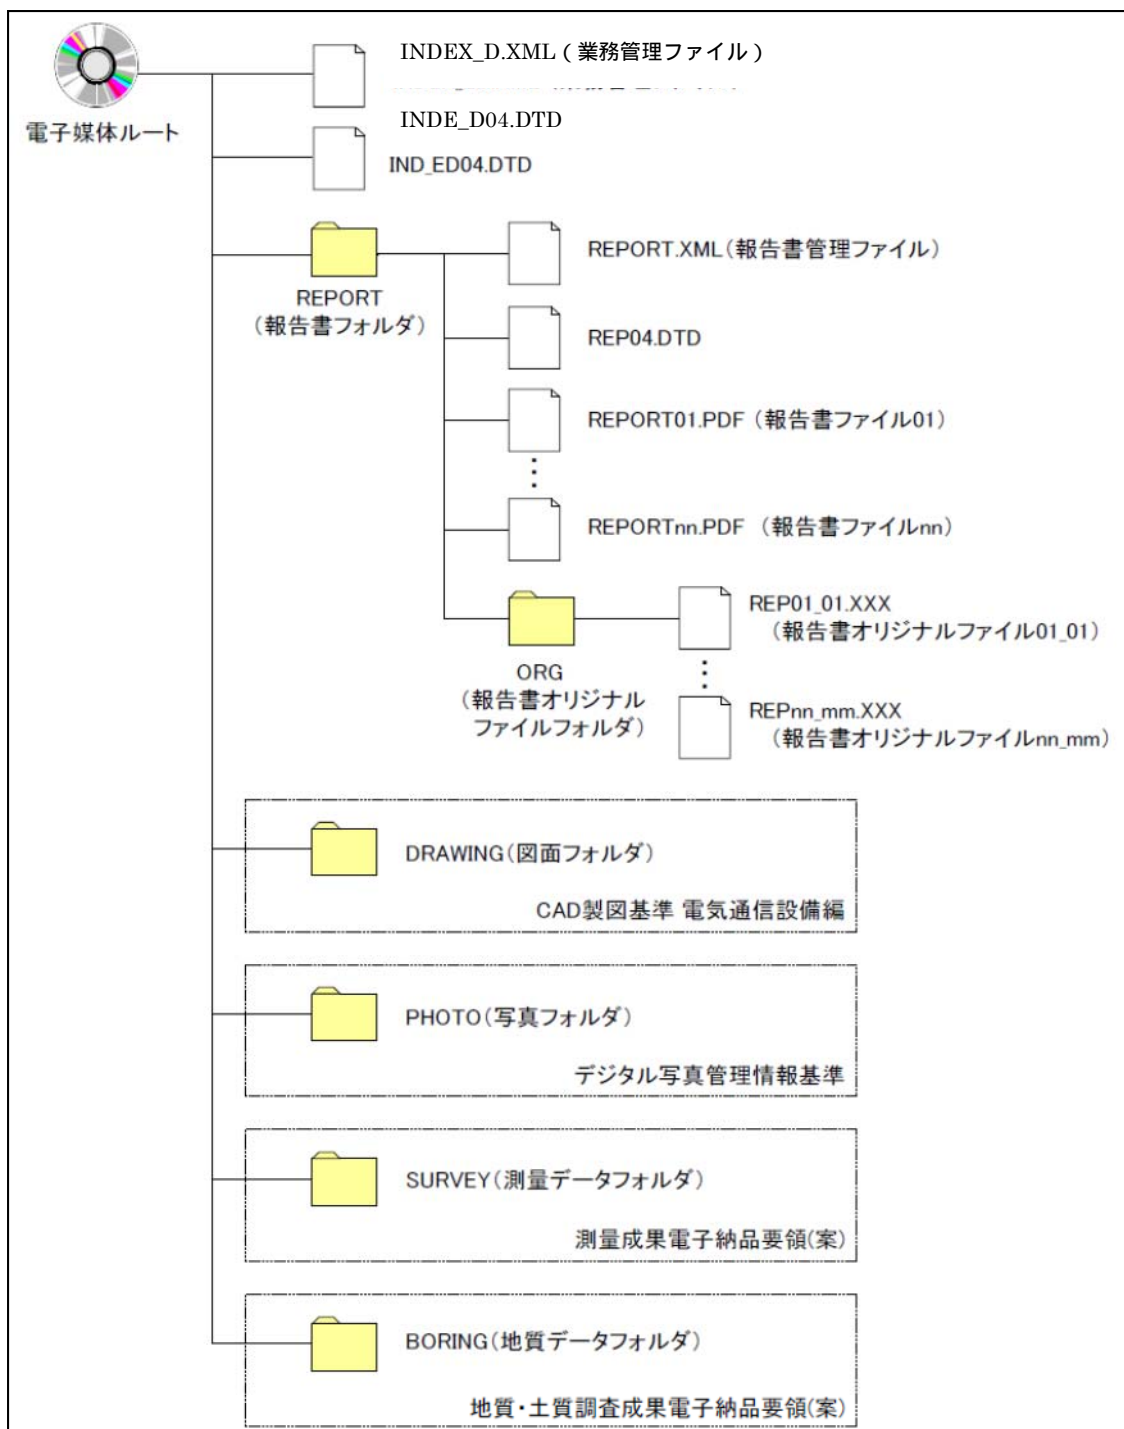 INDEX_D.XML（業務管理ファイル）
電子媒体ルート
INDE_D04.DTD
IND_ED04.DTD
REPORT
（報告書フォルダ）
REPORT.XML（報告書管理ファイル）
REP04.DTD
REPORT01.PDF（報告書ファイル01）
REPORTnn.PDF （報告書ファイルnn）
ORG
（報告書オリジナル
ファイルフォルダ）
REP01_01.XXX
（報告書オリジナルファイル01_01）
REPnn_mm.XXX
（報告書オリジナルファイルnn_mm）
DRAWING（図面フォルダ）
CAD製図基準 電気通信設備編
PHOTO（写真フォルダ）
デジタル写真管理情報基準
SURVEY（測量データフォルダ）
測量成果電子納品要領(案)
BORING（地質データフォルダ）
地質・土質調査成果電子納品要領(案)